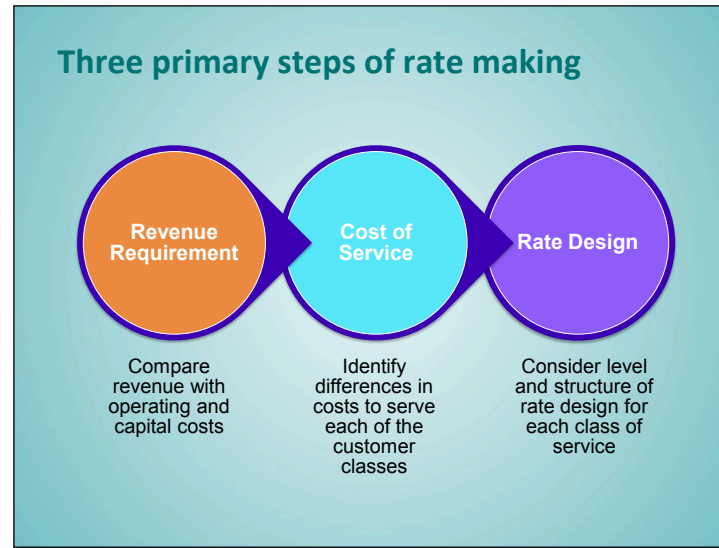 Three primary steps of rate making
Revenue
Requirement
Cost of
Service
Rate Design
Compare
revenue with
operating and
capital costs
Identify
differences in
costs to serve
each of the
customer
classes
Consider level
and structure of
rate design for
each class of
service